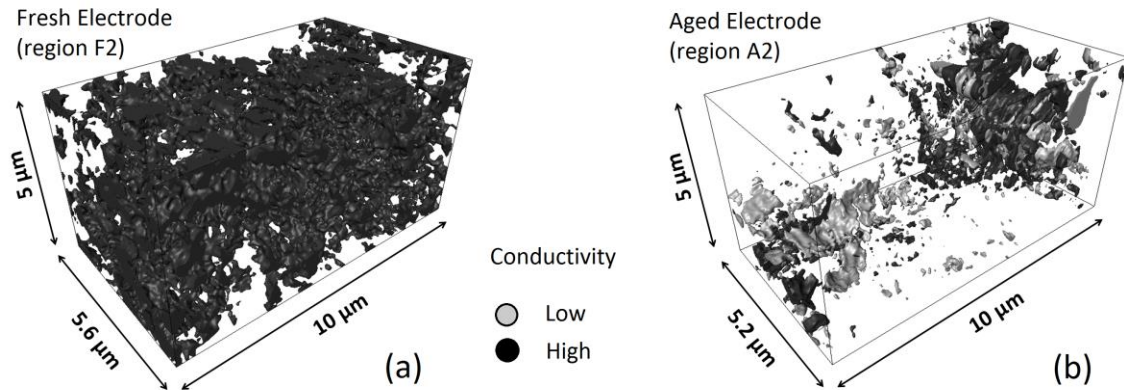 Fresh Electrode
(region F2)
5 µm
5.6 µm
10 µm
(a)
Conductivity
Low
High
Aged Electrode
(region A2)
5 µm
5.2 µm
10 µm
(b)